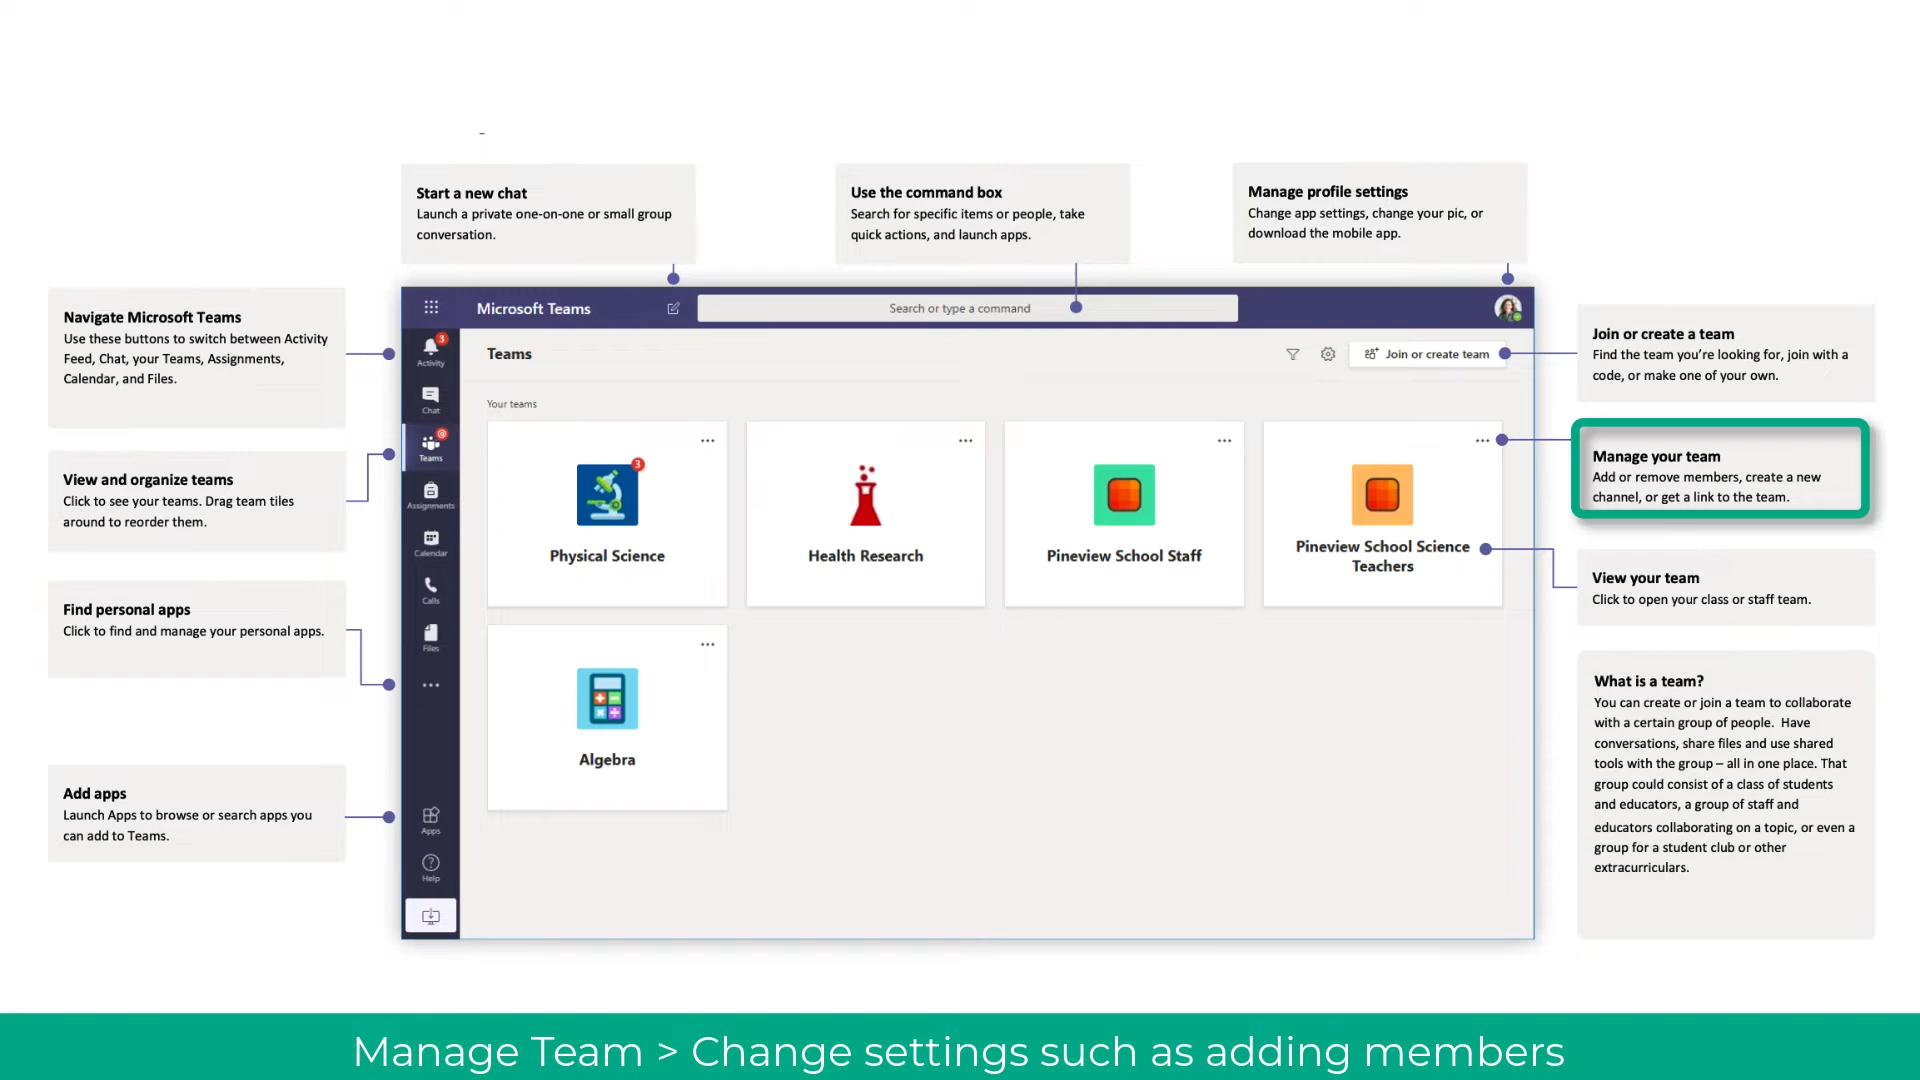 Start a new chat
Launch a private one-on-one or small group
conversation.
Use the command box
Search for specific items or people, take
quick actions, and launch apps.
Manage profile settings
Change app settings, change your pic, or
download the mobile app.
Navigate Microsoft Teams
Use these buttons to switch between Activity
Feed, Chat, your Teams, Assignments,
Calendar, and Files.
View and organize teams
Click to see your teams. Drag team tiles
around to reorder them.
Find personal apps
Click to find and manage your personal apps.
Add apps
Launch Apps to browse or search apps you
can add to Teams.
Microsoft Teams
Search or type a command
3
Activity
Chat
@
Teams
Assignments
Calendar
Calls
Files
Apps
Help
Teams
Join or create team
Your teams
3
Physical Science
Health Research
Pineview School Staff
Pineview School Science
Teachers
Algebra
Join or create a team
Find the team you’re looking for, join with a
code, or make one of your own.
Manage your team
Add or remove members, create a new
channel, or get a link to the team.
View your team
Click to open your class or staff team.
What is a team?
You can create or join a team to collaborate
with a certain group of people. Have
conversations, share files and use shared
tools with the group – all in one place. That
group could consist of a class of students
and educators, a group of staff and
educators collaborating on a topic, or even a
group for a student club or other
extracurriculars.
Manage Team > Change settings such as adding members